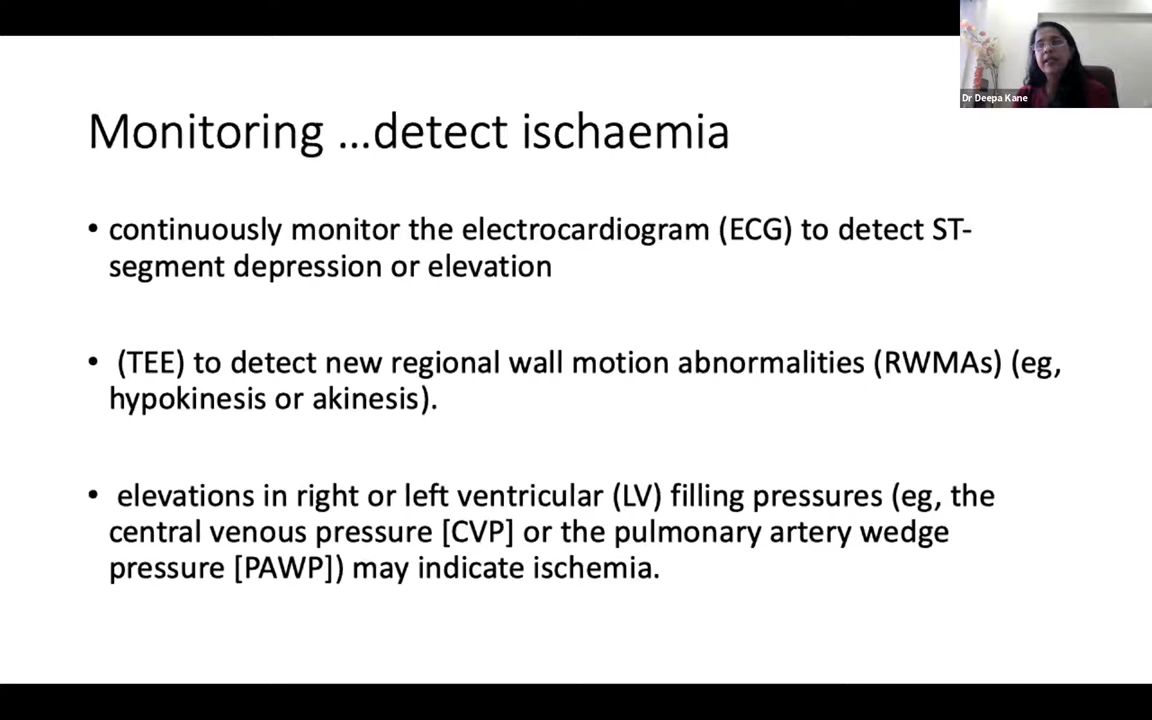 Dr Deepa Kane
Monitoring ...detect ischaemia
• continuously monitor the electrocardiogram (ECG) to detect ST-
segment depression or elevation
• (TEE) to detect new regional wall motion abnormalities (RWMAs) (eg,
hypokinesis or akinesis).
• elevations in right or left ventricular (LV) filling pressures (eg, the
central venous pressure [CVP] or the pulmonary artery wedge
pressure [PAWP]) may indicate ischemia.